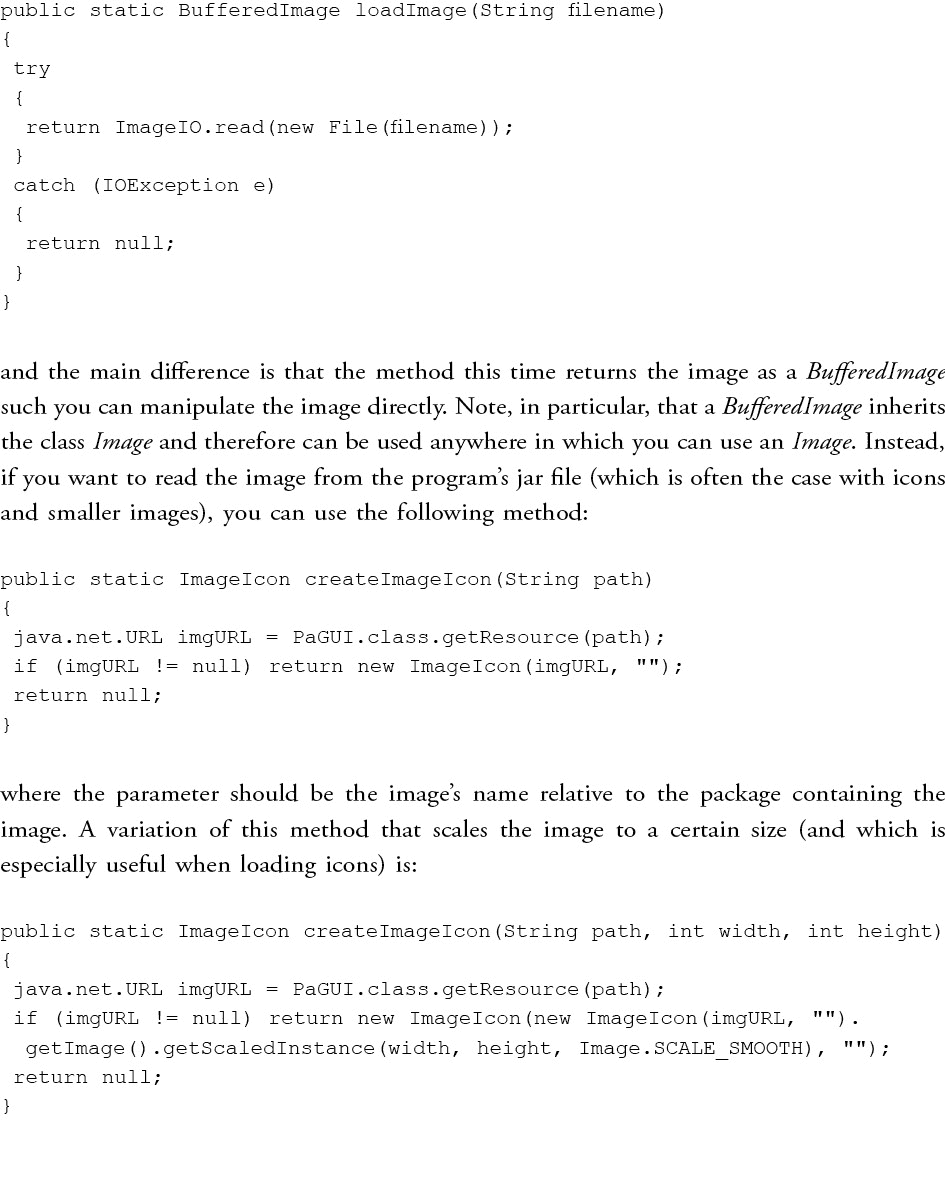 public static BufferedImage loadImage(String filename)
{
 try
 {
  return ImageIO.read(new File(filename));
 }
 catch (IOException e)
 {
  return null;
 }
}
and the main difference is that the method this time returns the image as a BufferedImage
such you can manipulate the image directly. Note, in particular, that a BufferedImage inherits
the class Image and therefore can be used anywhere in which you can use an Image. Instead,
if you want to read the image from the program's jar file (which is often the case with icons
and smaller images), you can use the following method:
public static ImageIcon createImageIcon(String path)
{
 java.net.URL imgURL = PaGUI.class.getResource(path);
 if (imgURL != null) return new ImageIcon(imgURL, "");
 return null;
}
where the parameter should be the image's name relative to the package containing the
image. A variation of this method that scales the image to a certain size (and which is
especially useful when loading icons) is:
public static ImageIcon createImageIcon(String path, int width, int height)
{
 java.net.URL imgURL = PaGUI.class.getResource(path);
 if (imgURL != null) return new ImageIcon(new ImageIcon(imgURL, "").
  getImage().getScaledInstance(width, height, Image.SCALE_SMOOTH), "");
 return null;
}